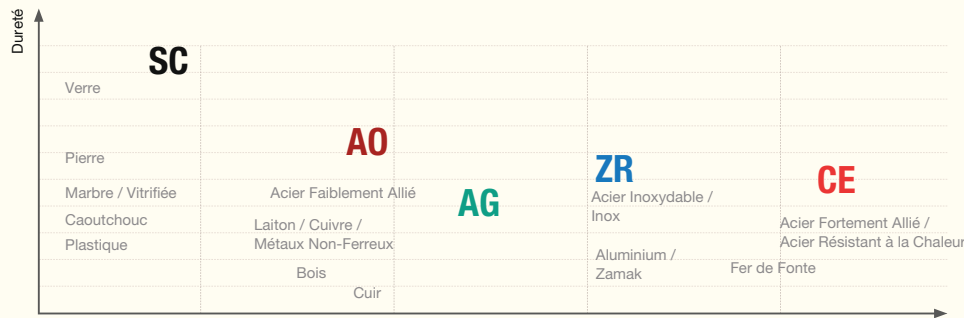 Dureté
SC
Verre
AO
Pierre
ZR
CE
Marbre / Vitrifiée
Acier Faiblement Allié
AG
Acier Inoxydable /
Inox
Caoutchouc
Laiton / Cuivre /
Métaux Non-Ferreux
Acier Fortement Allié /
Acier Résistant à la Chaleur
Plastique
Aluminium /
Zamak
Bois
Fer de Fonte
Cuir